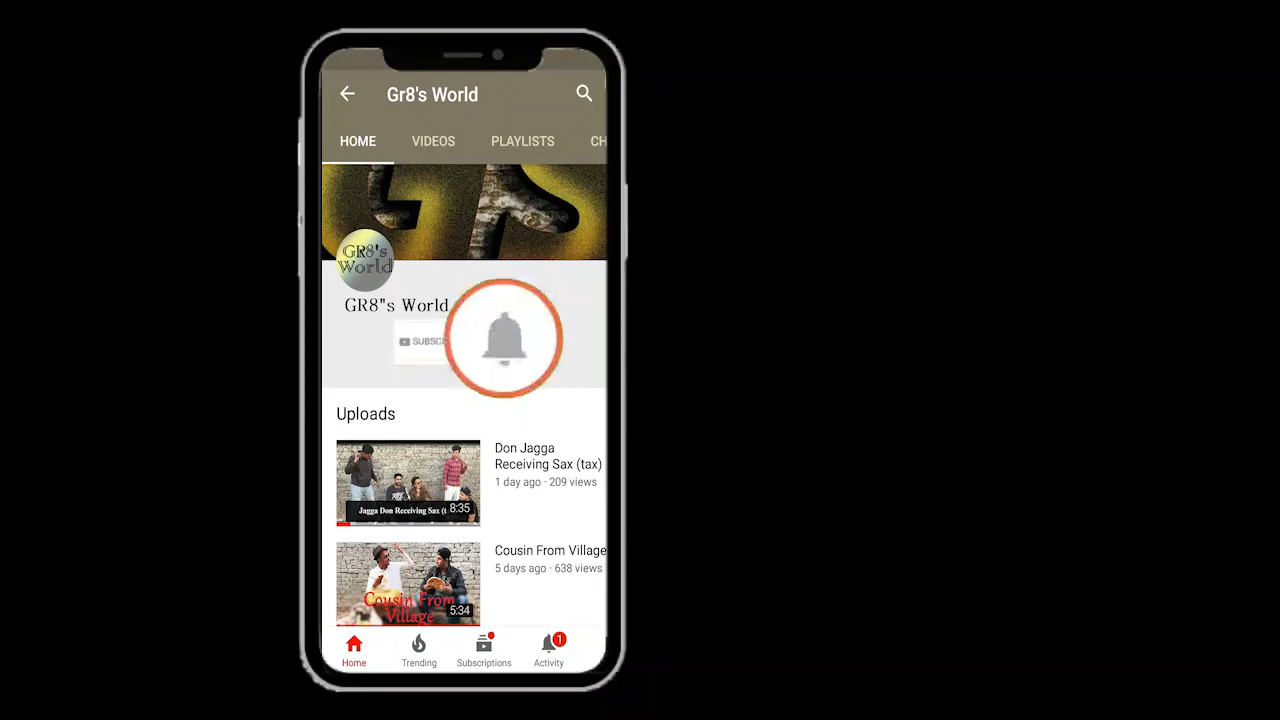 Gr8's World
HOME VIDEOS PLAYLISTS CH
GR8's
World
GR8"s World
SUBSC
Uploads
Don Jagga
Receiving Sax (tax)
1 day ago · 209 views
Jagga Don Receiving Sax (t 8:35
Cousin From Village
5 days ago · 638 views
Cousin From
Village
5:34
Home Trending Subscriptions Activity
1